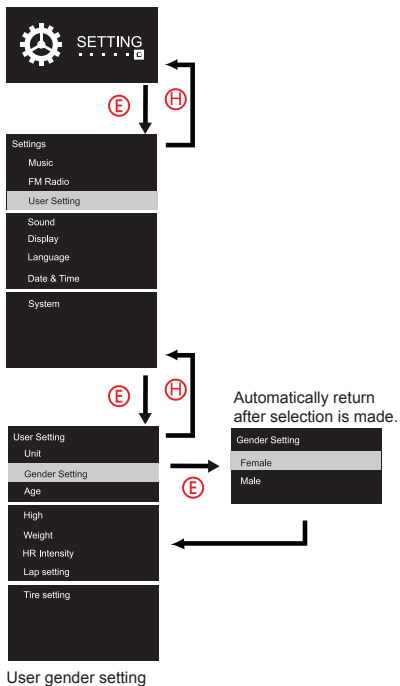 SETTING
C
E
H
Settings
Music
FM Radio
User Setting
Sound
Display
Language
Date & Time
System
E
H
User Setting
Unit
Gender Setting
Age
High
Weight
HR Intensity
Lap setting
Tire setting
E
Automatically return
after selection is made.
Gender Setting
Female
Male
User gender setting